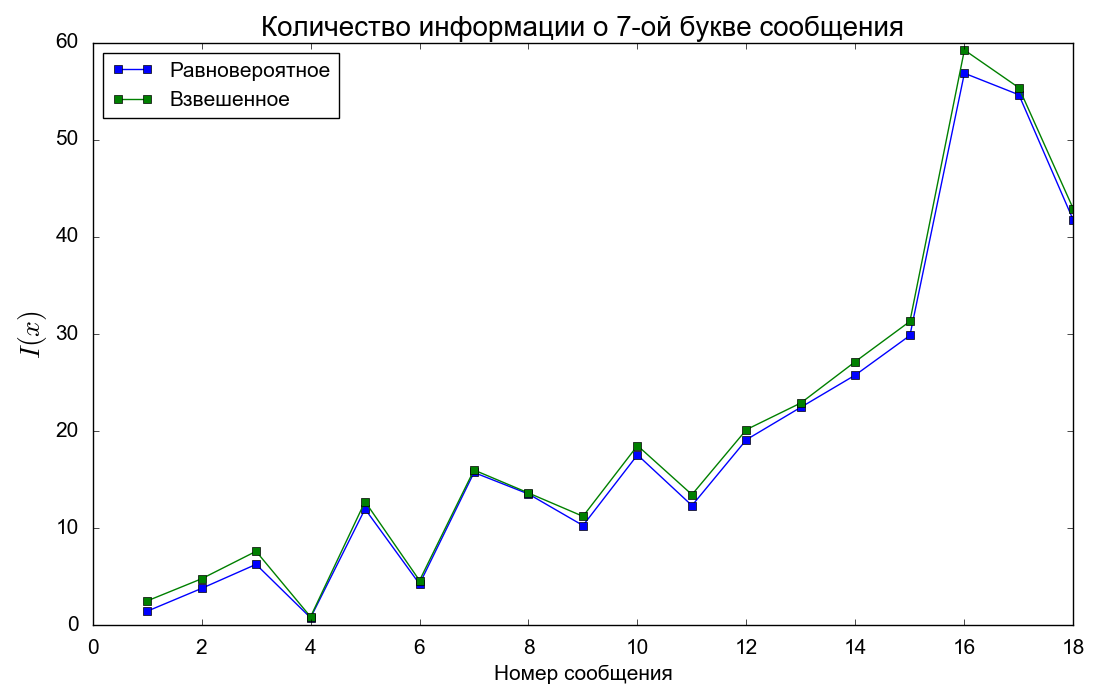 Количество информации о 7-ой букве сообщения
Равновероятное
Взвешенное
60
50
40
30
20
10
0
I(x)
0 2 4 6 8 10 12 14 16 18
Номер сообщения